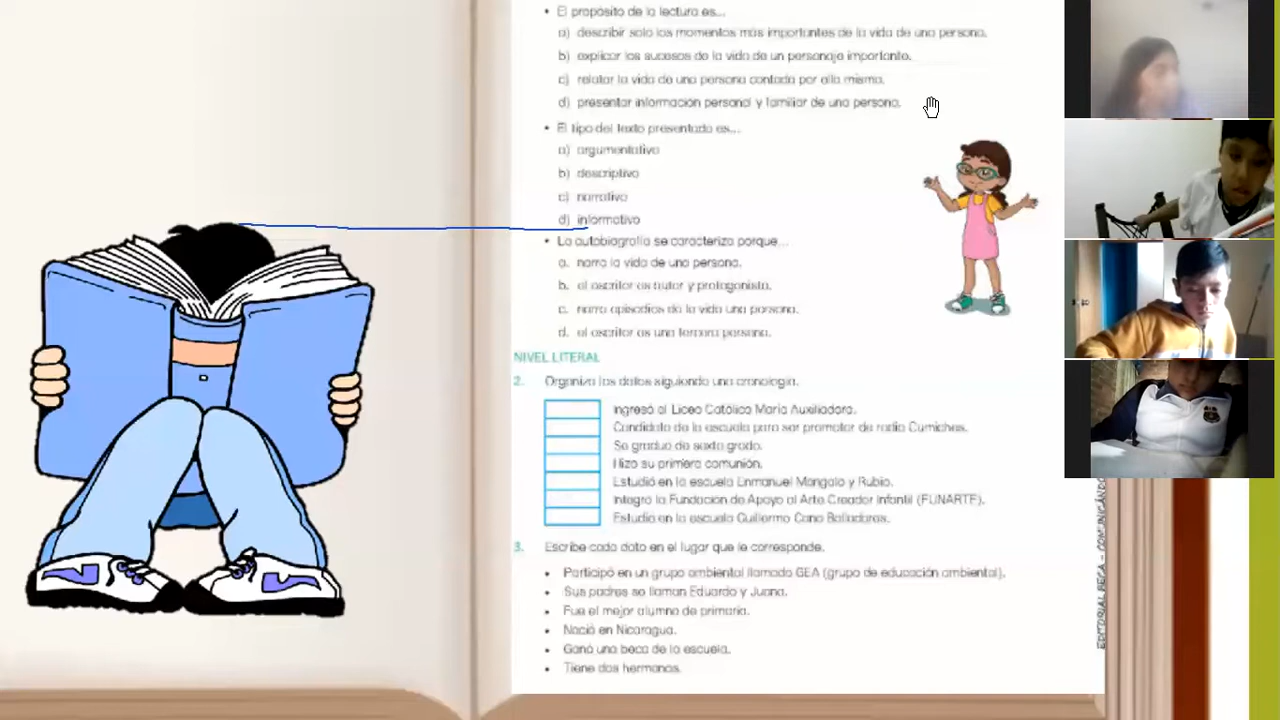 • El propósito de la lectura es...
a) describir solo los momentos más importantes de la vida de una persona.
b) explicar los sucesos de la vida de un personaje importante.
c) relatar la vida de una persona contada por ella misma.
d) presentar información personal y familiar de una persona.
• El tipo del texto presentado es...
a) argumentativo
b) descriptivo
c) narrativo
d) informativo
• La autobiografía se caracteriza porque...
a. narra la vida de una persona.
b. el escritor es autor y protagonista.
c. narra episodios de la vida una persona.
d. el escritor es una tercera persona.
NIVEL LITERAL
2. Organiza los datos siguiendo una cronología.
Ingresó al Liceo Católico María Auxiliadora.
Candidato de la escuela para ser promotor de radio Cumiches.
Se graduó de sexto grado.
Hizo su primera comunión.
Estudió en la escuela Enmanuel Mongalo y Rubio.
Integró la Fundación de Apoyo al Arte Creador Infantil (FUNARTE).
Estudió en la escuela Guillermo Cano Balladares.
3. Escribe cada dato en el lugar que le corresponde.
• Participó en un grupo ambiental llamado GEA (grupo de educación ambiental).
• Sus padres se llaman Eduardo y Juana.
• Fue el mejor alumno de primaria.
• Nació en Nicaragua.
• Ganó una beca de la escuela.
• Tiene dos hermanos.
EDITORIAL BECA - COMUNICÁNDO